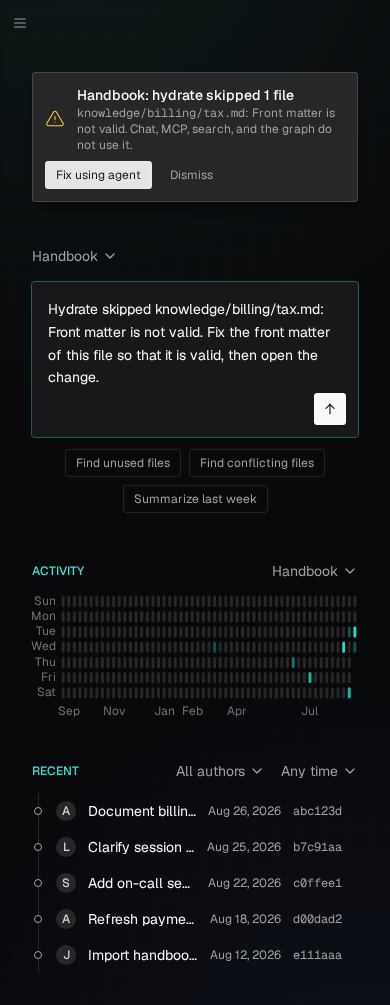 Handbook: hydrate skipped 1 file
knowledge/billing/tax.md: Front matter is
not valid. Chat, MCP, search, and the graph do
not use it.
Fix using agent
Dismiss
Handbook
Hydrate skipped knowledge/billing/tax.md:
Front matter is not valid. Fix the front matter
of this file so that it is valid, then open the
change.
Find unused files
Find conflicting files
Summarize last week
ACTIVITY
Handbook
Sun
Mon
Tue
Wed
Thu
Fri
Sat
Sep Nov Jan Feb Apr Jul
RECENT
All authors
Any time
A Document billin... Aug 26, 2026 abc123d
L Clarify session ... Aug 25, 2026 b7c91aa
S Add on-call se... Aug 22, 2026 c0ffee1
A Refresh payme... Aug 18, 2026 d00dad2
J Import handboo... Aug 12, 2026 e111aaa